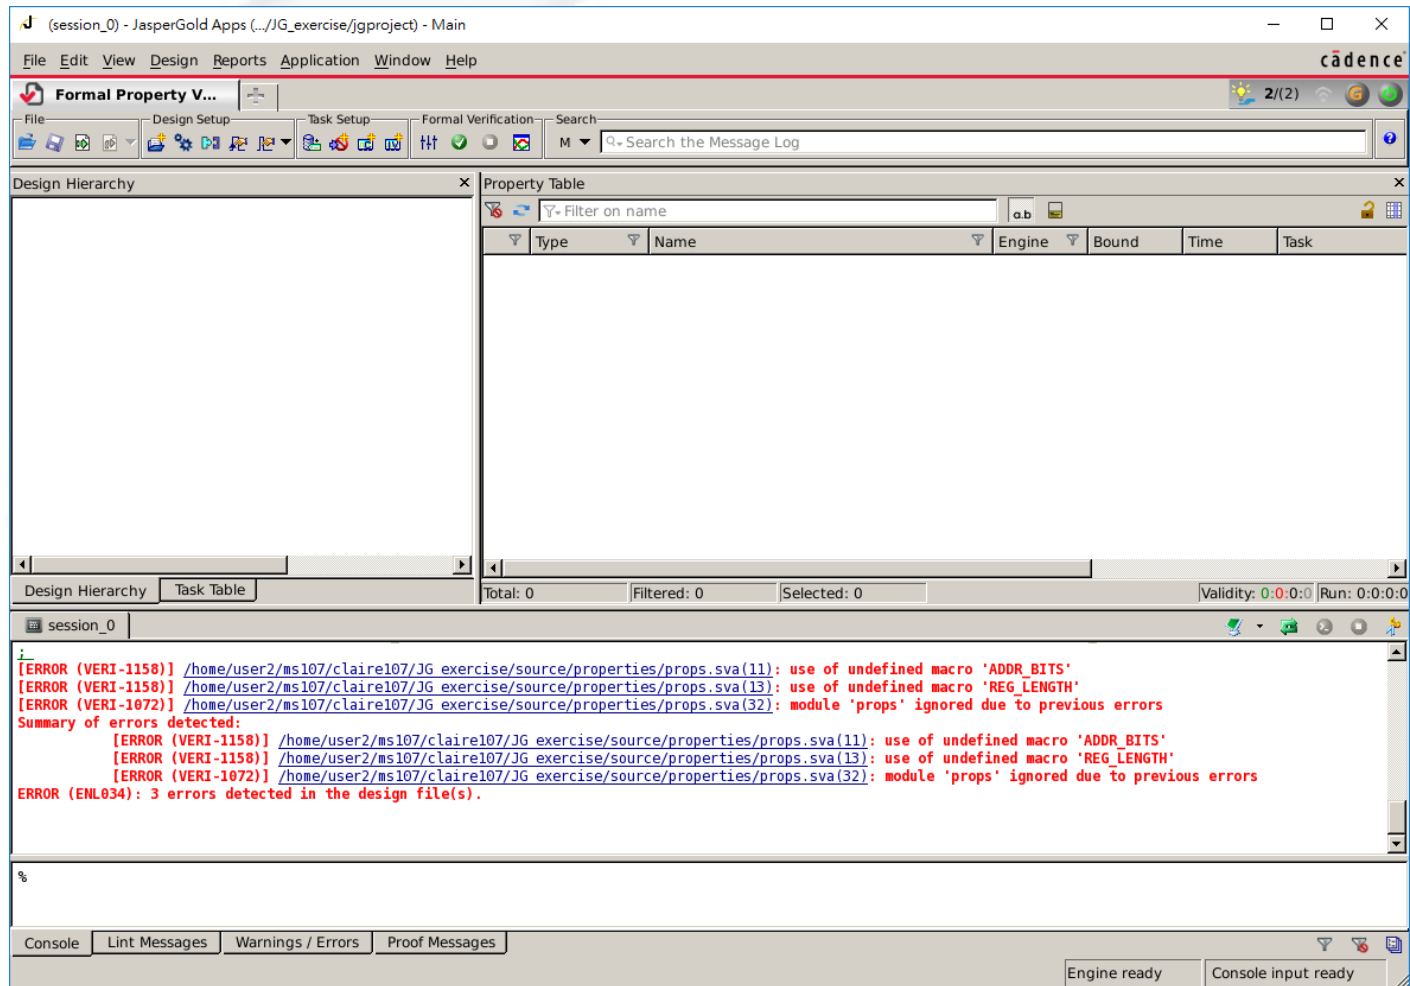 (session_0) - JasperGold Apps (.../JG_exercise/jgproject) - Main
File Edit View Design Reports Application Window Help
cādence
Formal Property V...
2/(2)
File Design Setup Task Setup Formal Verification Search
M Search the Message Log
Design Hierarchy
Property Table
Filter on name
a.b
Type Name Engine Bound Time Task
Design Hierarchy Task Table
Total: 0 Filtered: 0 Selected: 0 Validity: 0:0:0:0 Run: 0:0:0:0
session_0
;
[ERROR (VERI-1158)] /home/user2/ms107/claire107/JG_exercise/source/properties/props.sva(11): use of undefined macro 'ADDR_BITS'
[ERROR (VERI-1158)] /home/user2/ms107/claire107/JG_exercise/source/properties/props.sva(13): use of undefined macro 'REG_LENGTH'
[ERROR (VERI-1072)] /home/user2/ms107/claire107/JG_exercise/source/properties/props.sva(32): module 'props' ignored due to previous errors
Summary of errors detected:
[ERROR (VERI-1158)] /home/user2/ms107/claire107/JG_exercise/source/properties/props.sva(11): use of undefined macro 'ADDR_BITS'
[ERROR (VERI-1158)] /home/user2/ms107/claire107/JG_exercise/source/properties/props.sva(13): use of undefined macro 'REG_LENGTH'
[ERROR (VERI-1072)] /home/user2/ms107/claire107/JG_exercise/source/properties/props.sva(32): module 'props' ignored due to previous errors
ERROR (ENL034): 3 errors detected in the design file(s).
%
Console Lint Messages Warnings / Errors Proof Messages
Engine ready Console input ready